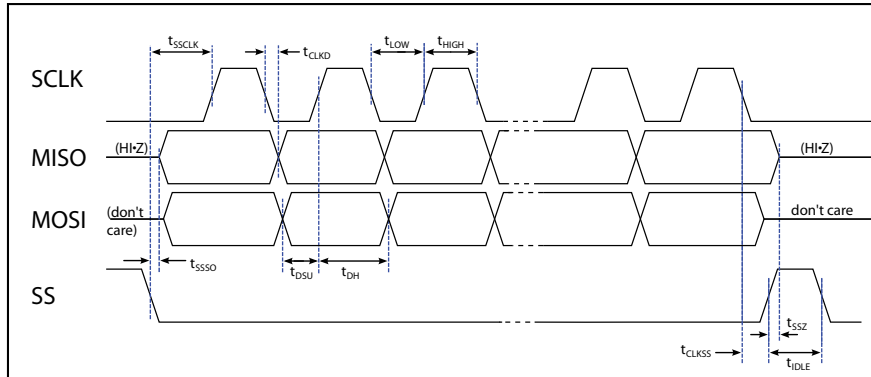 tSSCLK
tCLKD
tLOW
tHIGH
SCLK
MISO
(HI•Z)
(HI•Z)
MOSI
(don't
care)
don't care
tSSSO
tDSU
tDH
SS
tSSZ
tCLKSS
tIDLE